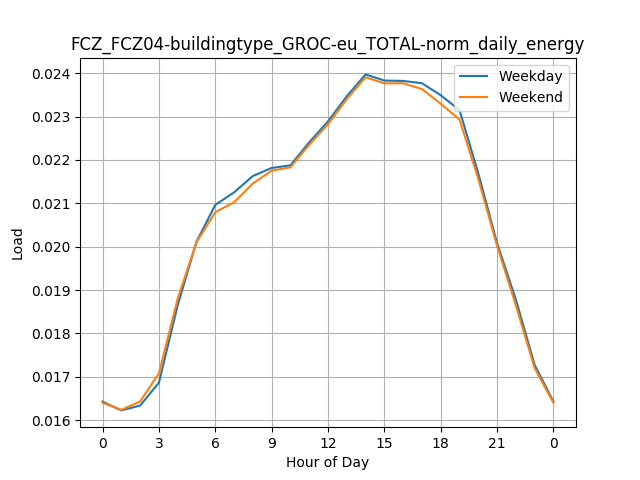 FCZ_FCZ04-buildingtype_GROC-eu_TOTAL-norm_daily_energy
Weekday
Weekend
Load
0.024
0.023
0.022
0.021
0.020
0.019
0.018
0.017
0.016
0 3 6 9 12 15 18 21 0
Hour of Day